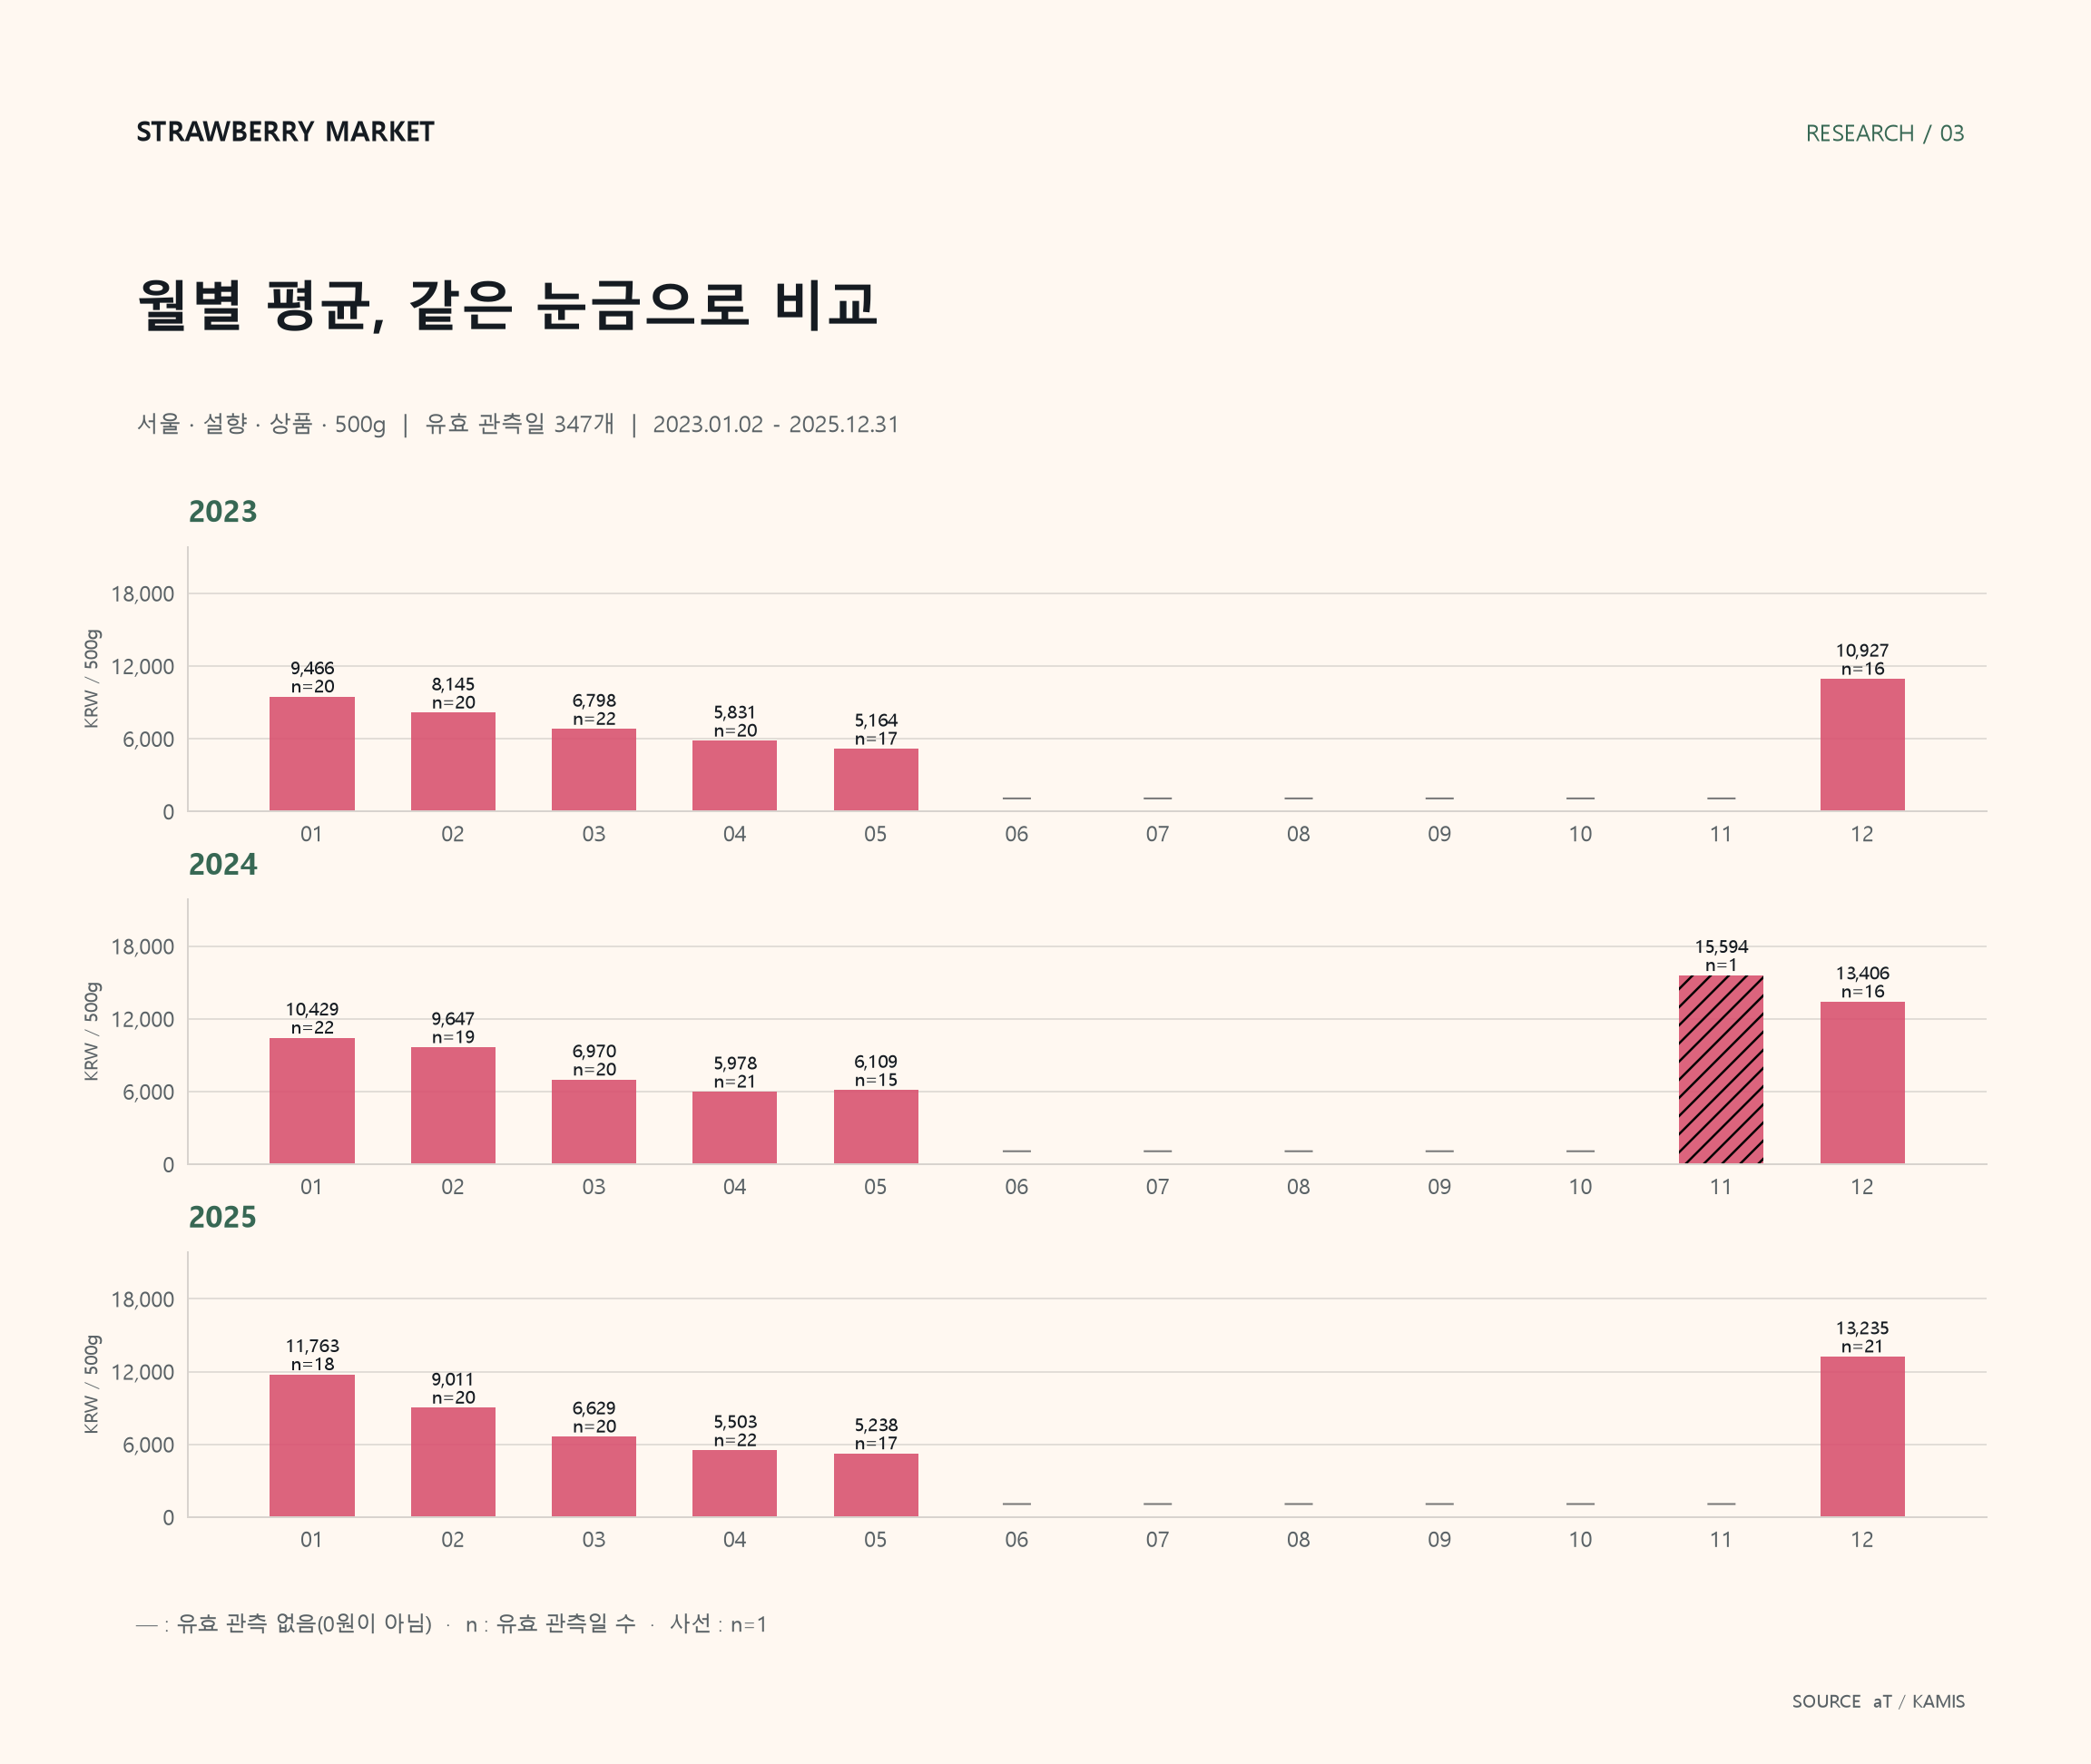 STRAWBERRY MARKET
RESEARCH / 03
월별 평균, 같은 눈금으로 비교
서울 · 설향 · 상품 · 500g | 유효 관측일 347개 | 2023.01.02 - 2025.12.31
2023
KRW / 500g
18,000
12,000
6,000
0
9,466
n=20
8,145
n=20
6,798
n=22
5,831
n=20
5,164
n=17
—
—
—
—
—
—
10,927
n=16
01 02 03 04 05 06 07 08 09 10 11 12
2024
KRW / 500g
18,000
12,000
6,000
0
10,429
n=22
9,647
n=19
6,970
n=20
5,978
n=21
6,109
n=15
—
—
—
—
—
15,594
n=1
13,406
n=16
01 02 03 04 05 06 07 08 09 10 11 12
2025
KRW / 500g
18,000
12,000
6,000
0
11,763
n=18
9,011
n=20
6,629
n=20
5,503
n=22
5,238
n=17
—
—
—
—
—
—
13,235
n=21
01 02 03 04 05 06 07 08 09 10 11 12
— : 유효 관측 없음(0원이 아님) · n : 유효 관측일 수 · 사선 : n=1
SOURCE aT / KAMIS